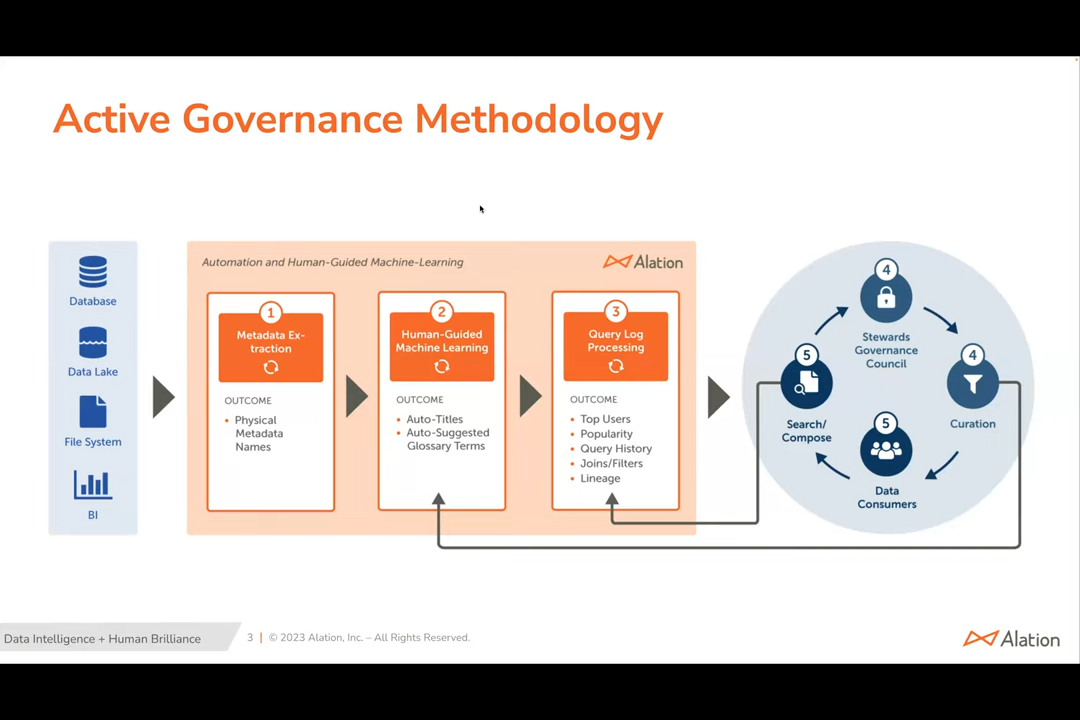 Active Governance Methodology
Database
Data Lake
File System
BI
Automation and Human-Guided Machine-Learning
Alation
1
Metadata Ex-
traction
OUTCOME
• Physical
Metadata
Names
2
Human-Guided
Machine Learning
OUTCOME
• Auto-Titles
• Auto-Suggested
Glossary Terms
3
Query Log
Processing
OUTCOME
• Top Users
• Popularity
• Query History
• Joins/Filters
• Lineage
4
Stewards
Governance
Council
4
Curation
5
Data
Consumers
5
Search/
Compose
Data Intelligence + Human Brilliance
3 | © 2023 Alation, Inc. – All Rights Reserved.
Alation